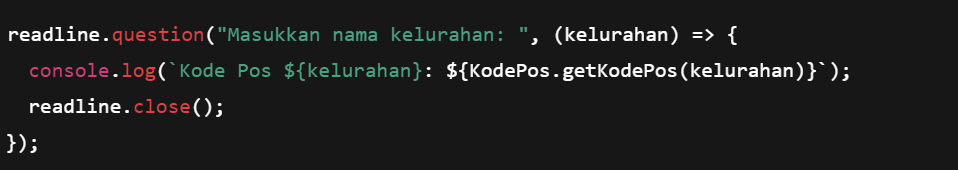 readline.question("Masukkan nama kelurahan: ", (kelurahan) => {
  console.log(`Kode Pos ${kelurahan}: ${KodePos.getKodePos(kelurahan)}`);
  readline.close();
});